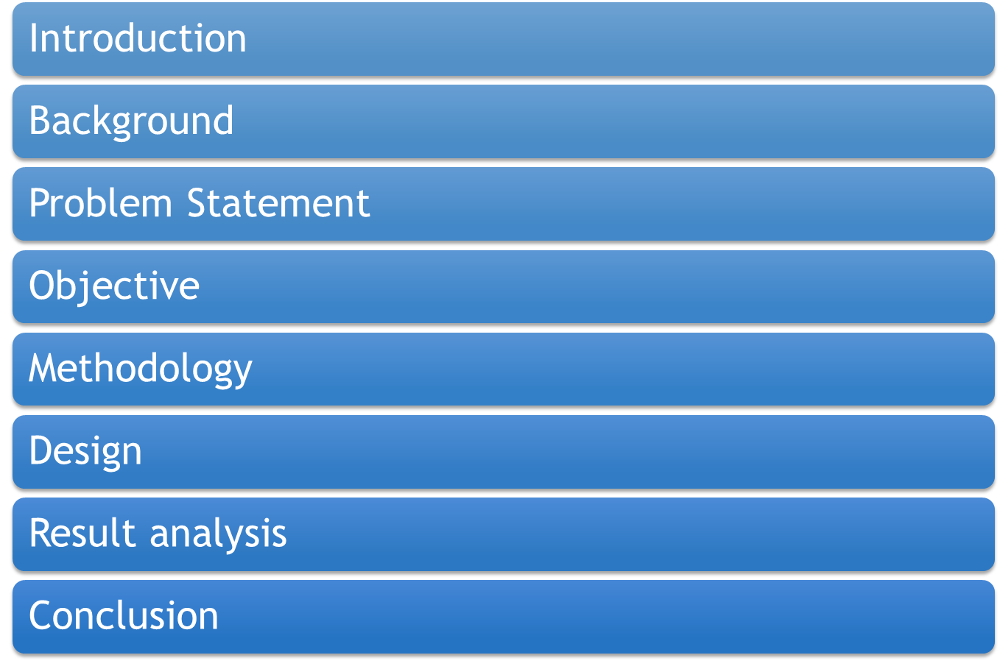 Introduction
Background
Problem Statement
Objective
Methodology
Design
Result analysis
Conclusion